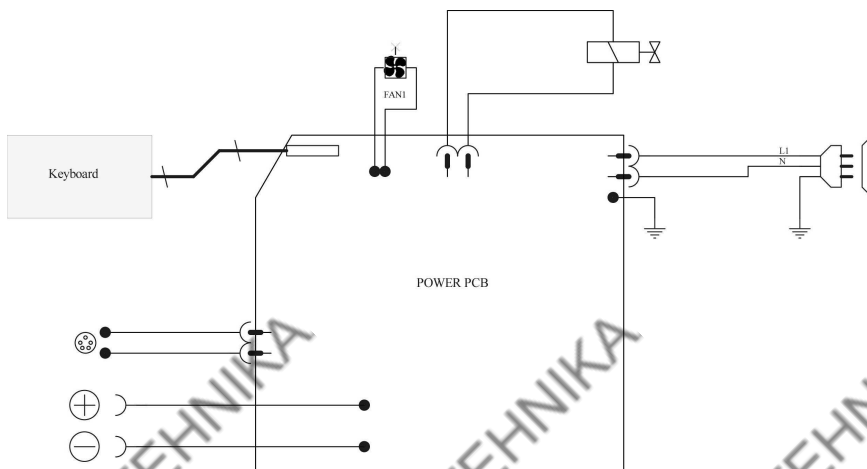 FAN1
L1
N
Keyboard
POWER PCB
TEHNIKA
TEHNIKA
TEHNIKA